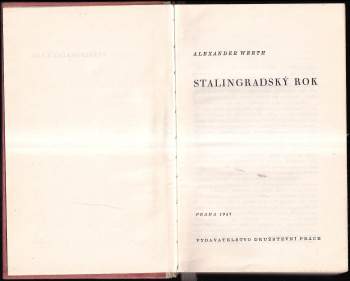 ALEXANDER WERTH
STALINGRADSKÝ ROK
PRAHA 1947
VYDAVATELSTVO DRUŽSTEVNÍ PRÁCE